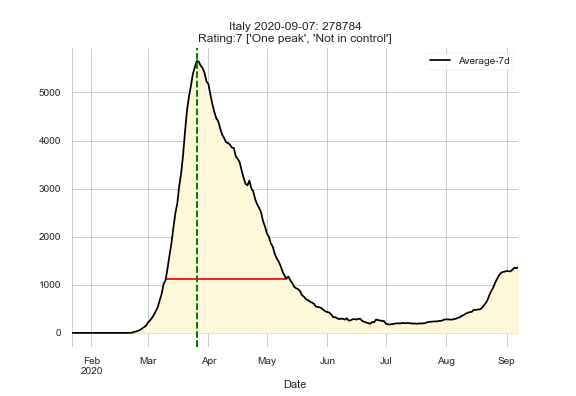 Italy 2020-09-07: 278784
Rating:7 ['One peak', 'Not in control']
Average-7d
5000
4000
3000
2000
1000
0
Feb Mar Apr May Jun Jul Aug Sep
2020
Date